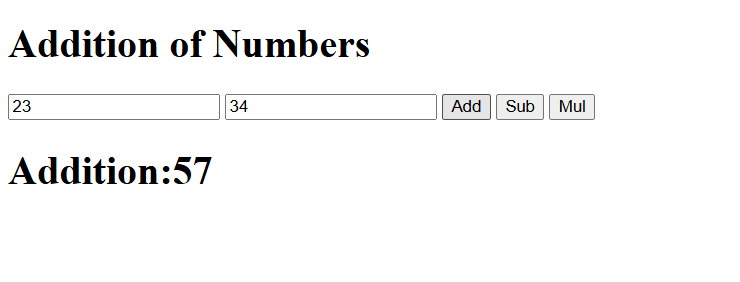 Addition of Numbers
23 34 Add Sub Mul
Addition:57